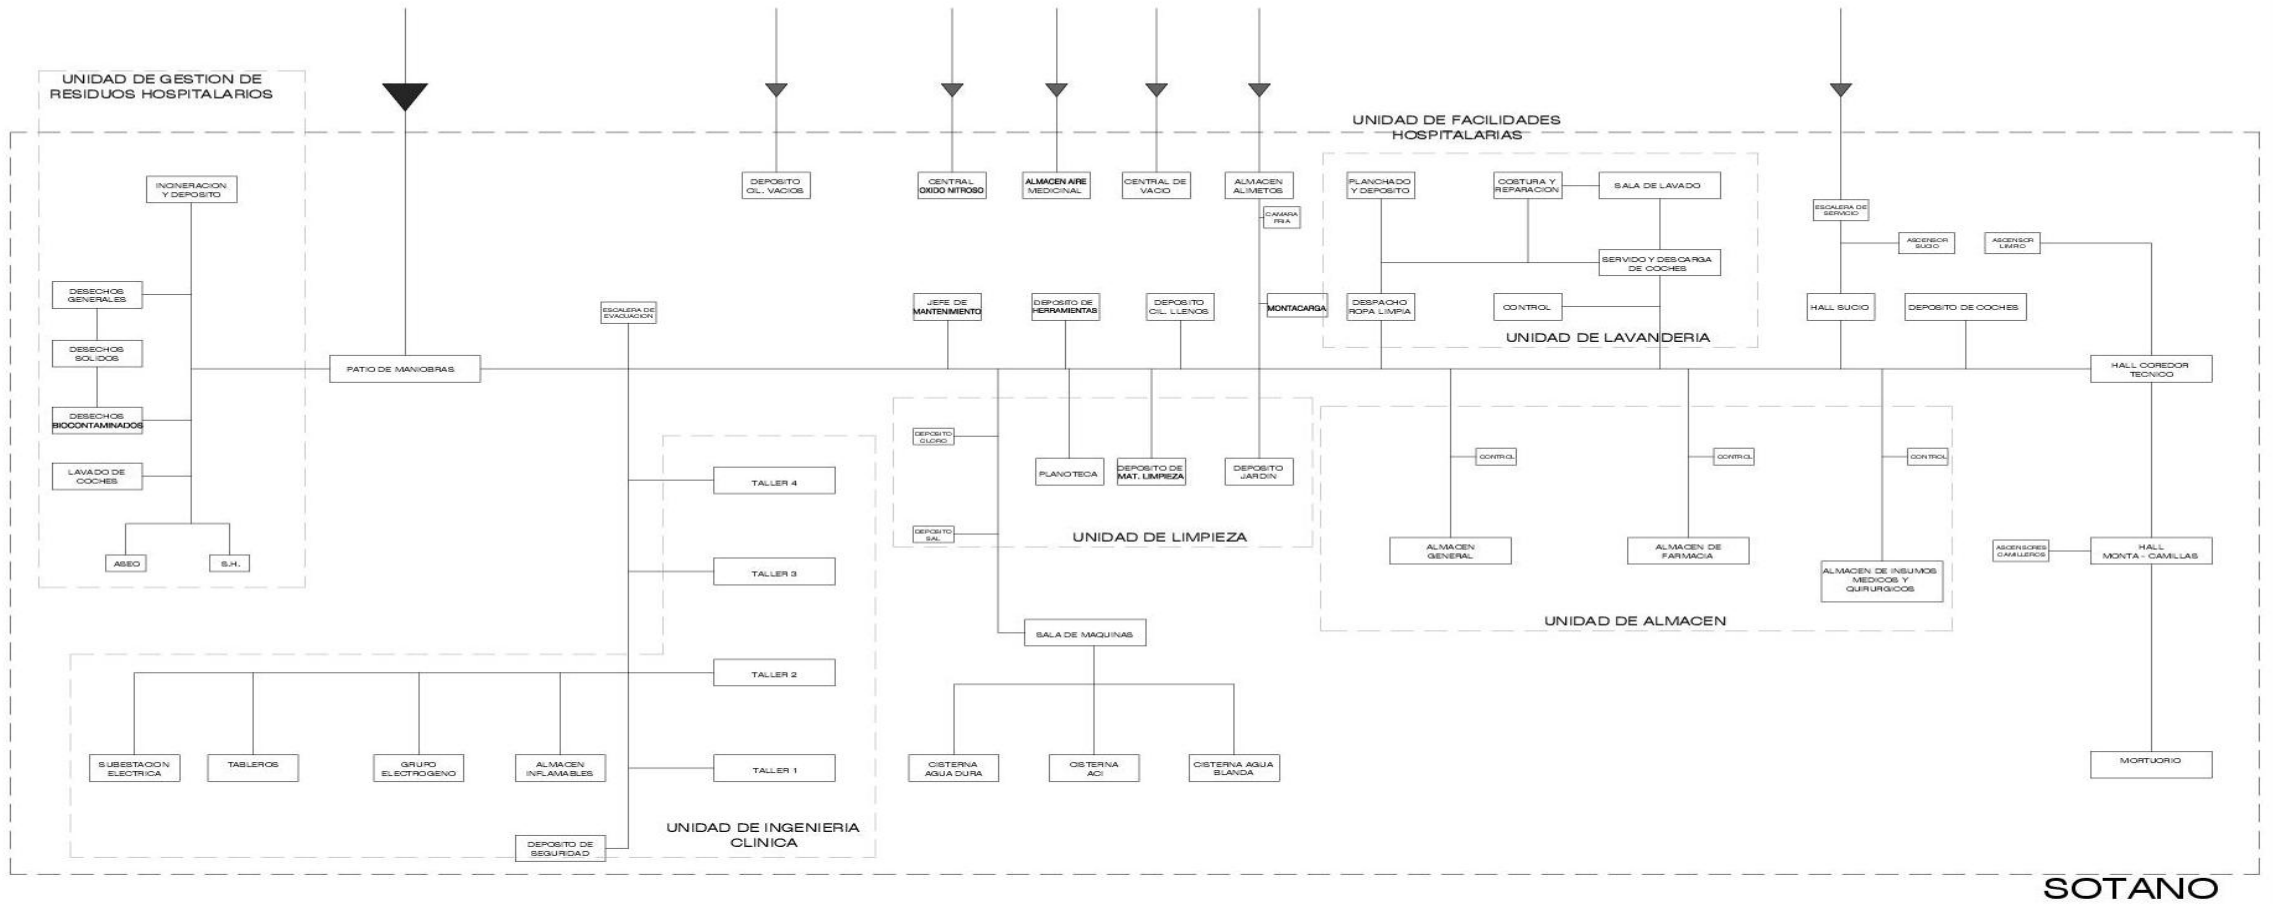 UNIDAD DE GESTION DE
RESIDUOS HOSPITALARIOS
UNIDAD DE FACILIDADES
HOSPITALARIAS
INCINERACION
Y DEPOSITO
DEPOSITO
CIL. VACIOS
CENTRAL
OXIDO NITROSO
ALMACEN AIRE
MEDICINAL
CENTRAL DE
VACIO
ALMACEN
ALIMETOS
CAMARA
FRIA
PLANCHADO
Y DEPOSITO
COSTURA Y
REPARACION
SALA DE LAVADO
ESCALERA DE
SERVICIO
ASCENSOR
SUCIO
ASCENSOR
LIMPIO
SERVIDO Y DESCARGA
DE COCHES
DESECHOS
GENERALES
ESCALERA DE
EVACUACION
JEFE DE
MANTENIMIENTO
DEPOSITO DE
HERRAMIENTAS
DEPOSITO
CIL. LLENOS
MONTACARGA
DESPACHO
ROPA LIMPIA
CONTROL
UNIDAD DE LAVANDERIA
HALL SUCIO
DEPOSITO DE COCHES
DESECHOS
SOLIDOS
PATIO DE MANIOBRAS
HALL COREDOR
TECNICO
DESECHOS
BIOCONTAMINADOS
LAVADO DE
COCHES
ASEO
S.H.
TALLER 4
TALLER 3
TALLER 2
TALLER 1
DEPOSITO
CLORO
PLANOTECA
DEPOSITO DE
MAT. LIMPIEZA
DEPOSITO
JARDIN
DEPOSITO
SAL
UNIDAD DE LIMPIEZA
CONTROL
CONTROL
CONTROL
ALMACEN
GENERAL
ALMACEN DE
FARMACIA
ALMACEN DE INSUMOS
MEDICOS Y
QUIRURGICOS
UNIDAD DE ALMACEN
ASCENSORES
CAMILLEROS
HALL
MONTA - CAMILLAS
SALA DE MAQUINAS
SUBESTACION
ELECTRICA
TABLEROS
GRUPO
ELECTROGENO
ALMACEN
INFLAMABLES
CISTERNA
AGUA DURA
CISTERNA
ACI
CISTERNA AGUA
BLANDA
MORTUORIO
UNIDAD DE INGENIERIA
CLINICA
DEPOSITO DE
SEGURIDAD
SOTANO